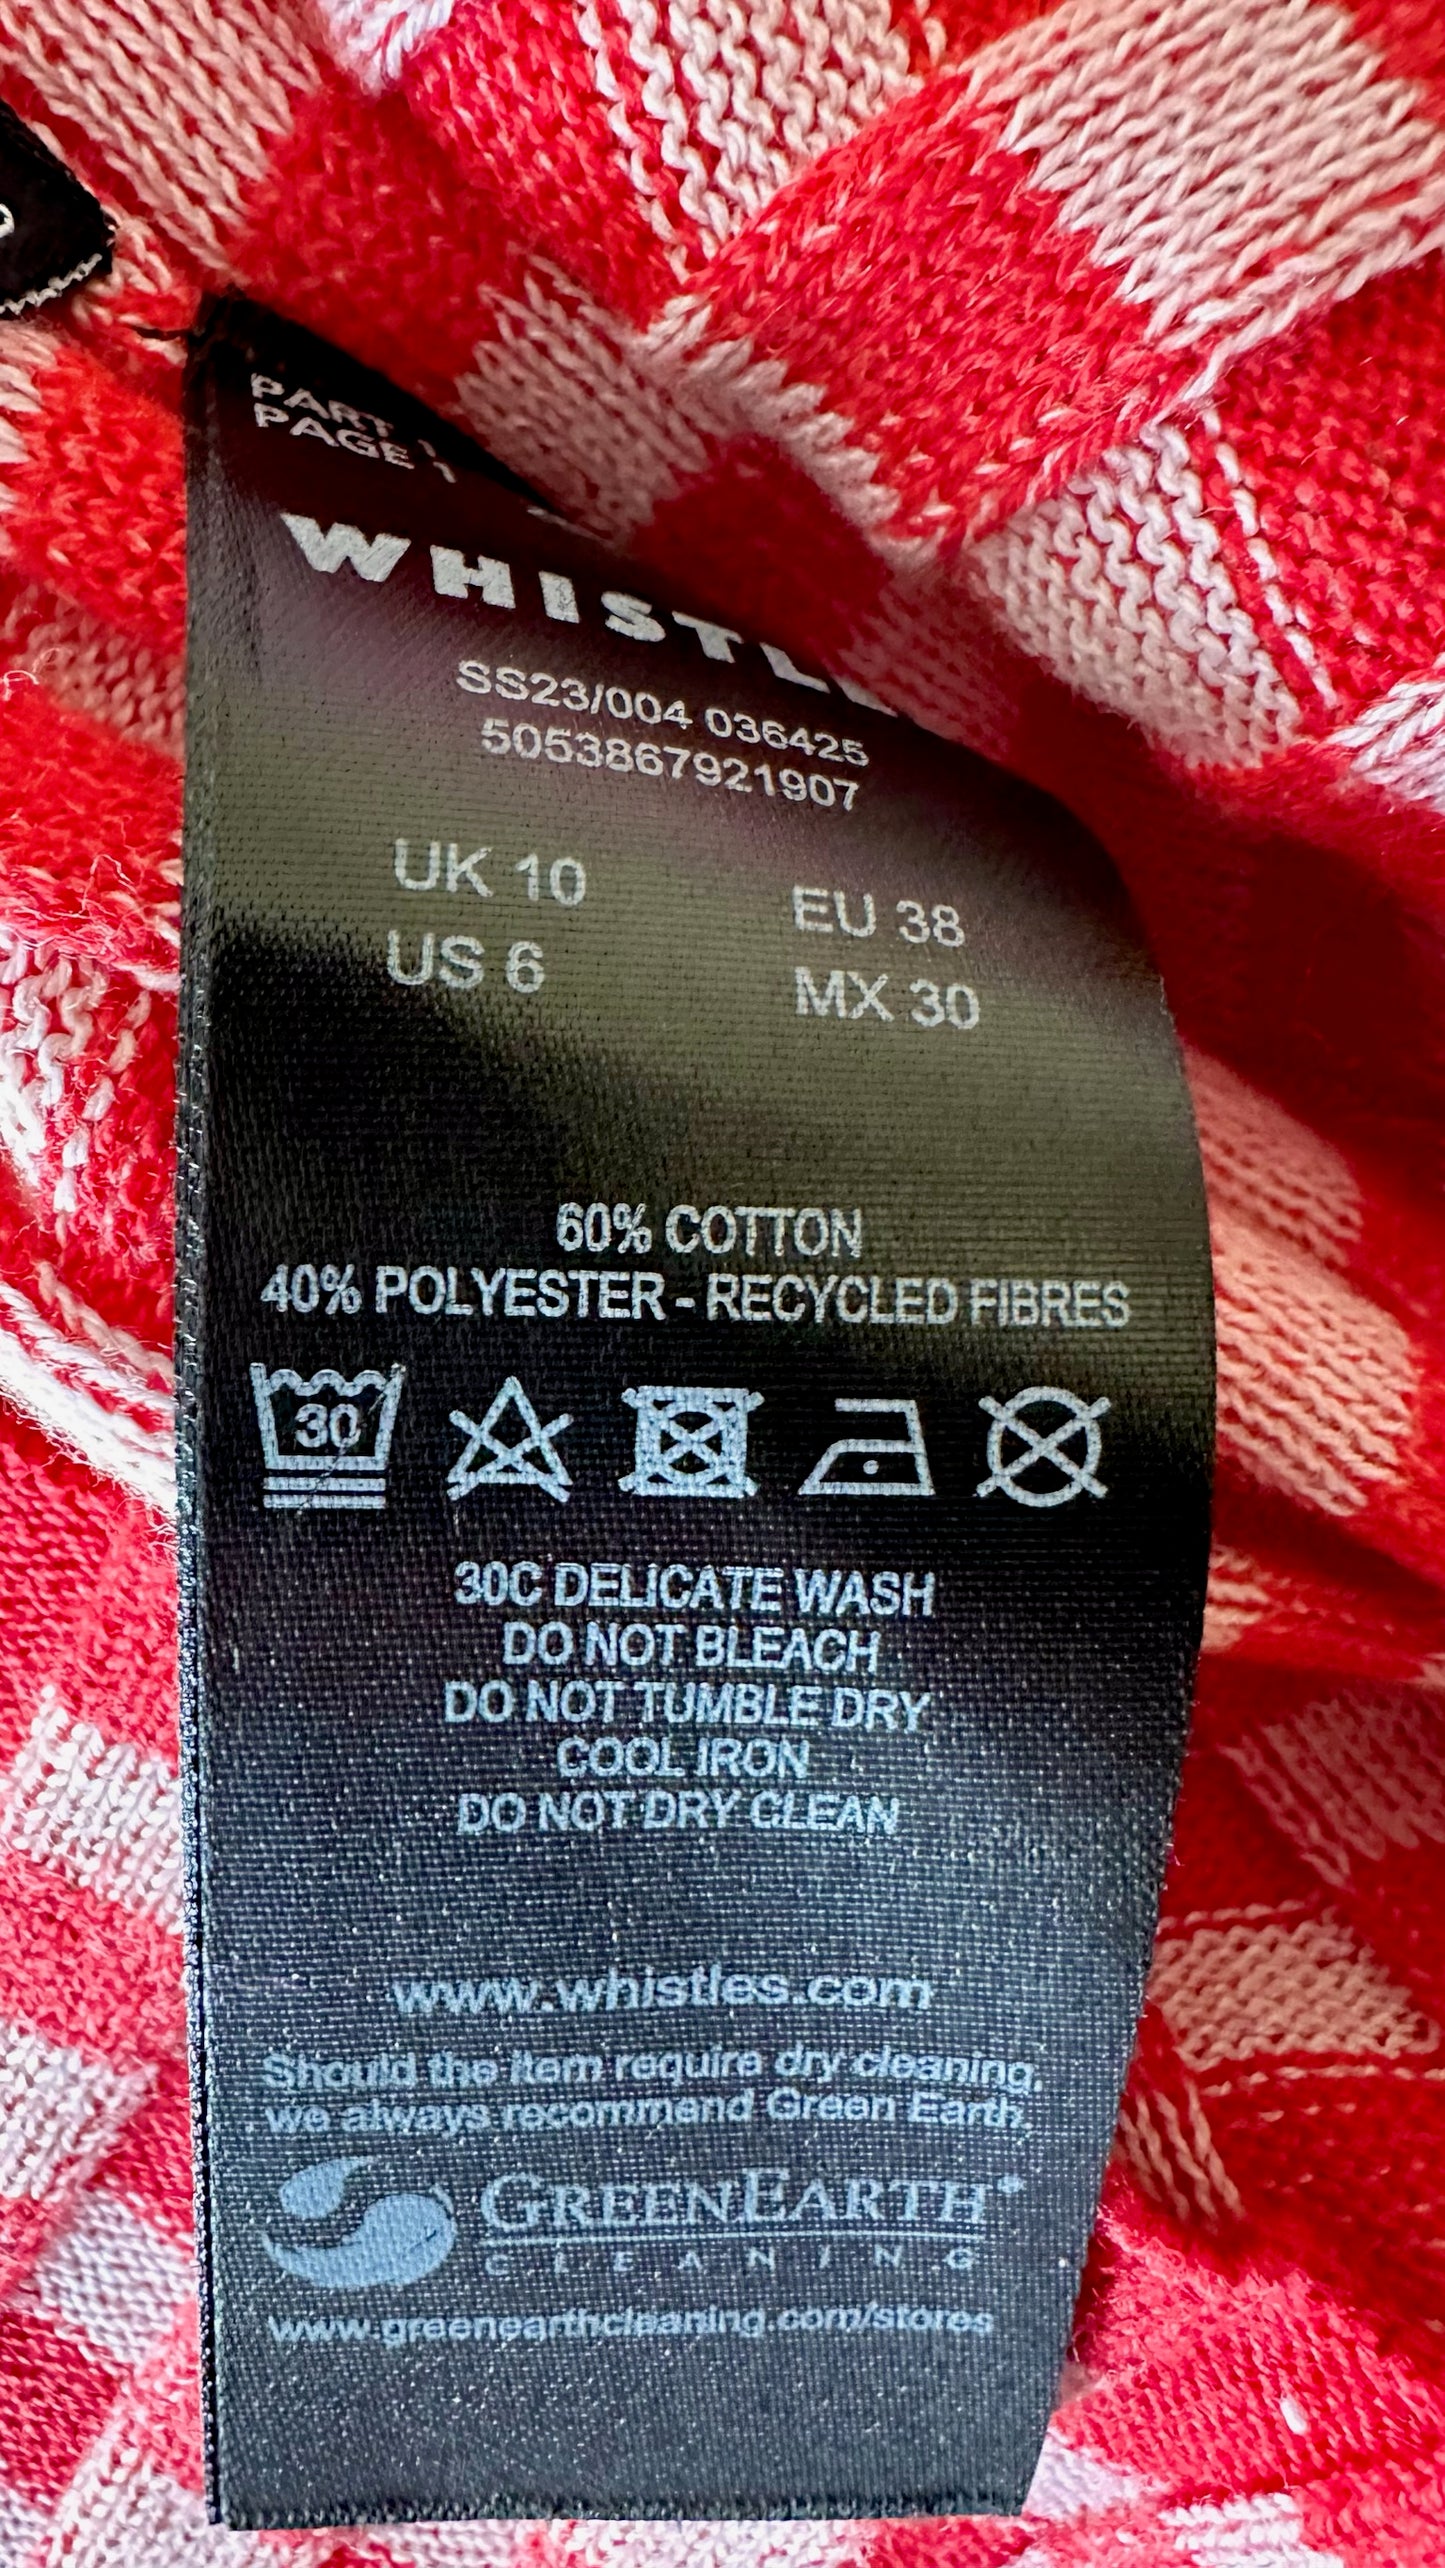 PART 1
PAGE 1
WHISTL
SS23/004 036425
5053867921907
UK 10 EU 38
US 6 MX 30
60% COTTON
40% POLYESTER - RECYCLED FIBRES
30
30C DELICATE WASH
DO NOT BLEACH
DO NOT TUMBLE DRY
COOL IRON
DO NOT DRY CLEAN
www.whistles.com
Should the item require dry cleaning,
we always recommend Green Earth.
GREENEARTH
CLEANING
www.greenearthcleaning.com/stores